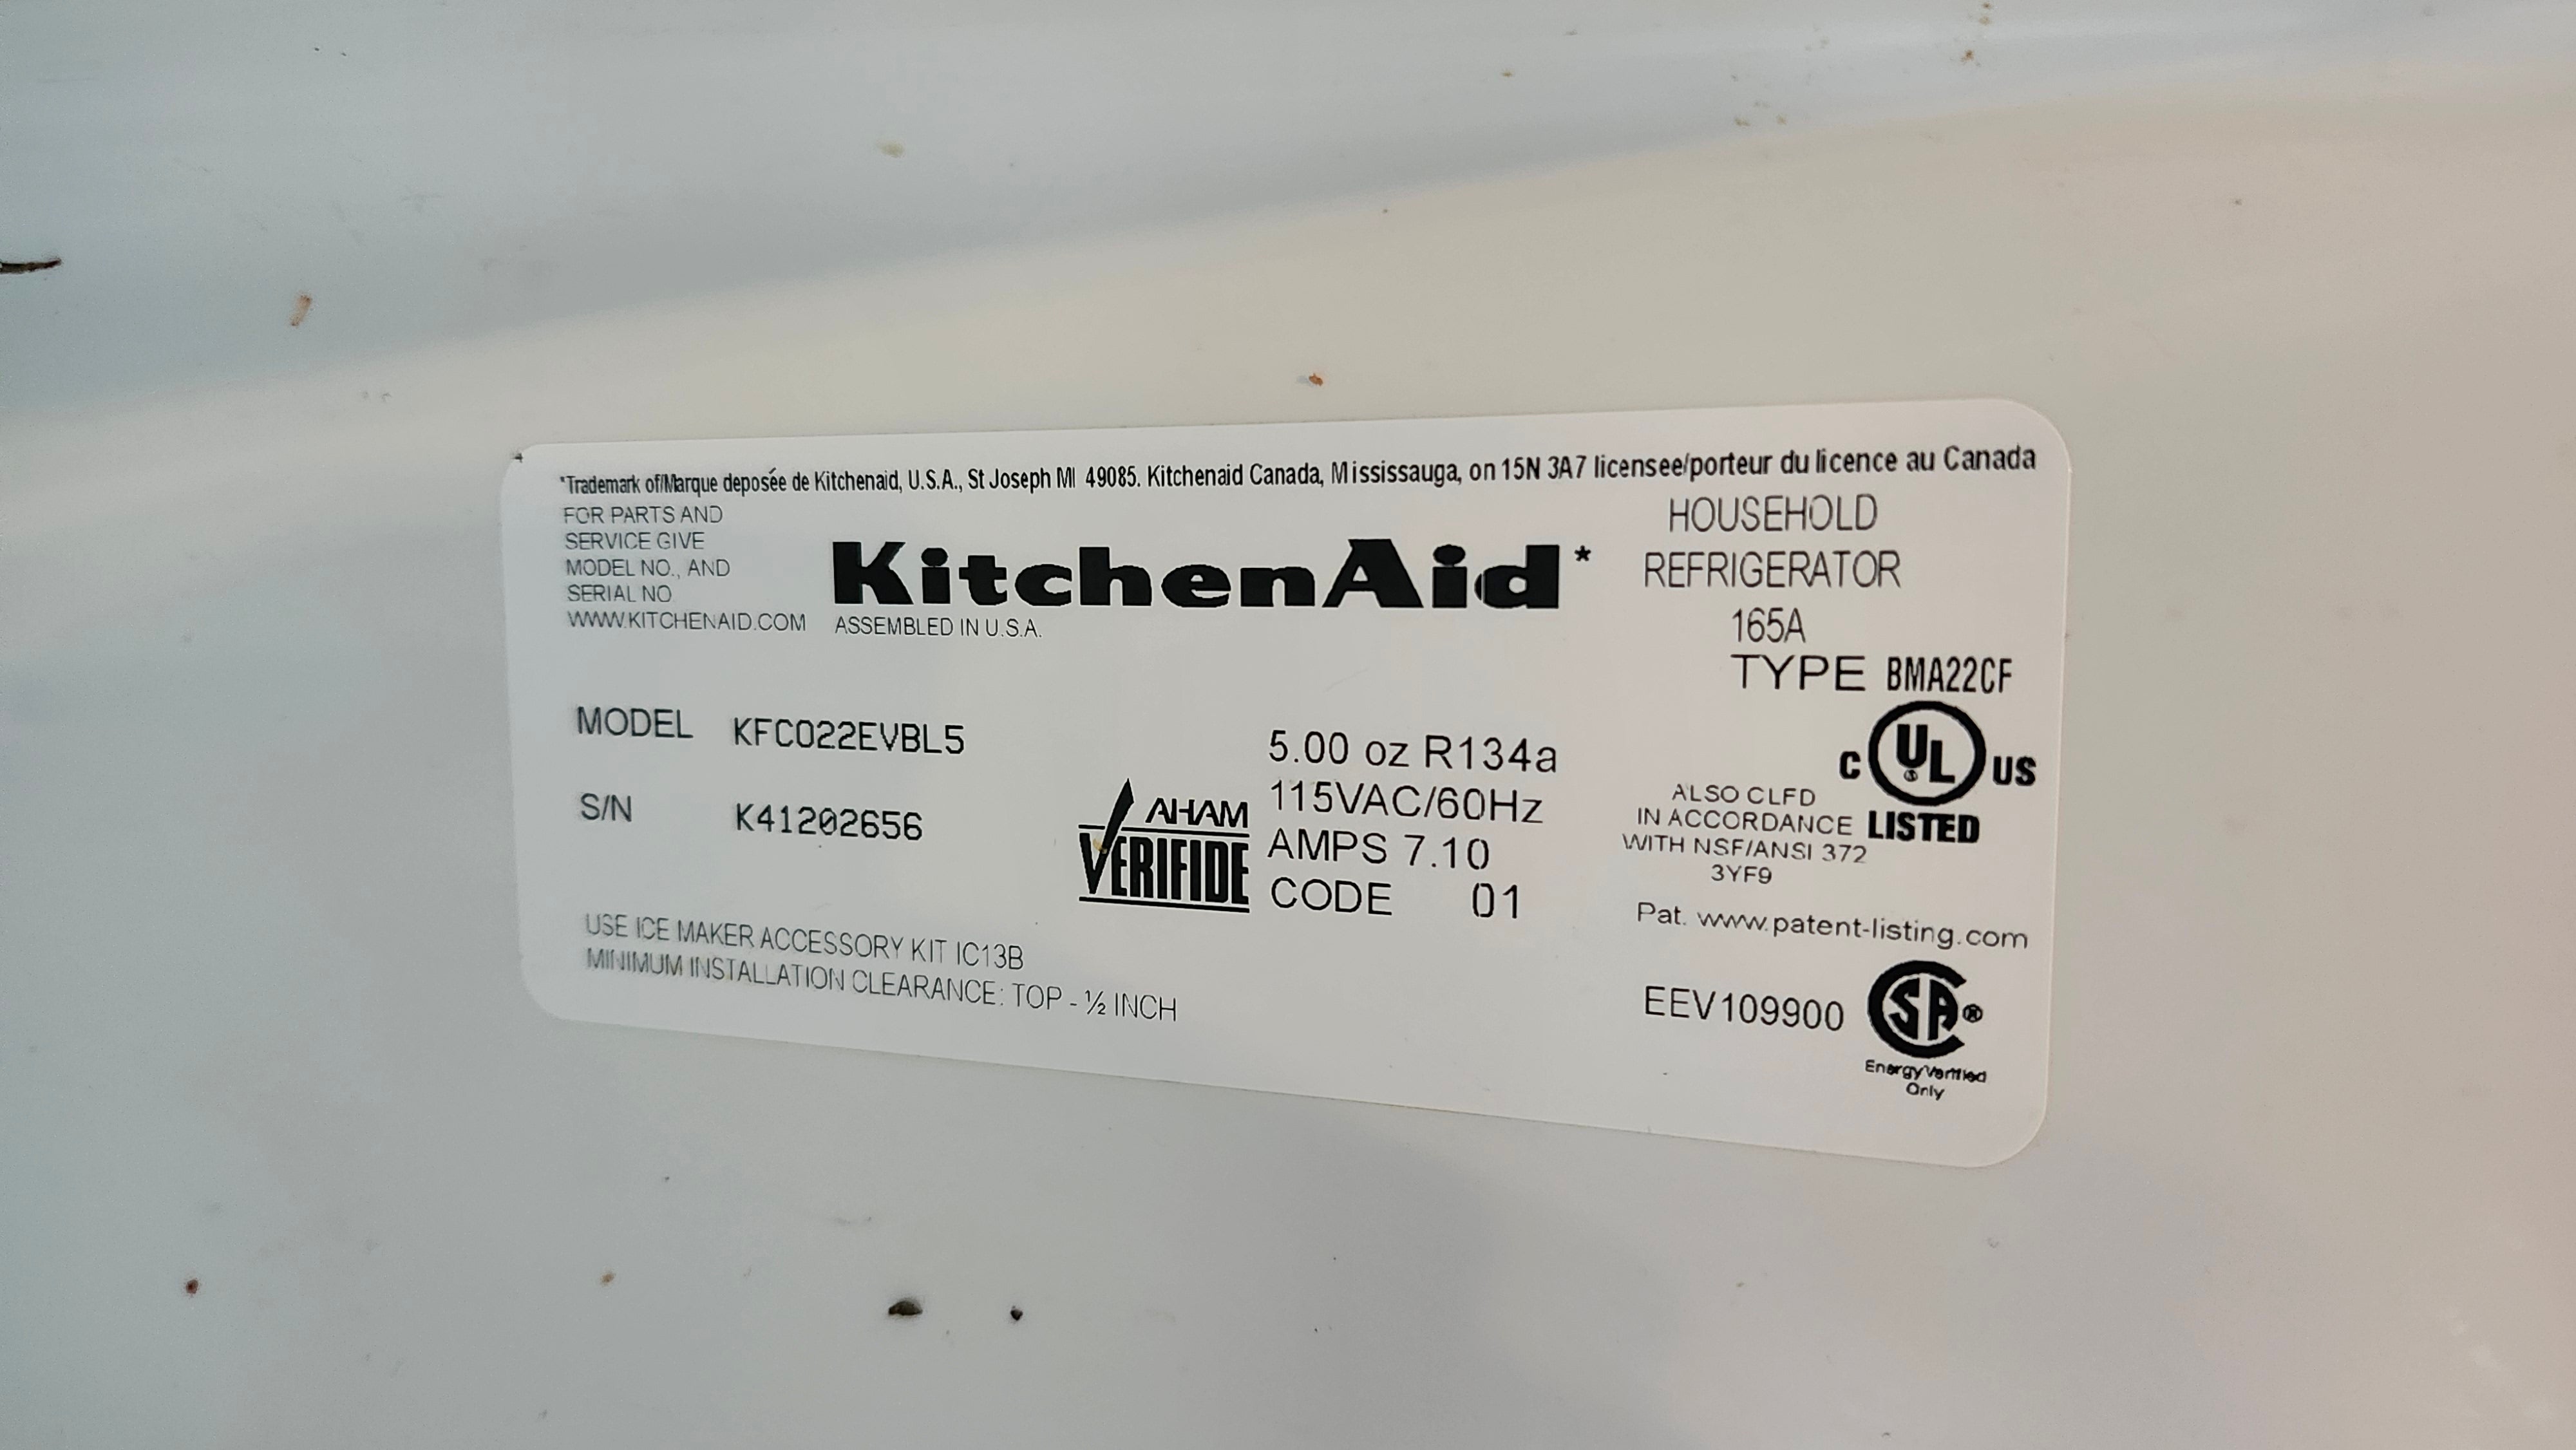 *Trademark of/Marque deposée de Kitchenaid, U.S.A., St Joseph MI 49085. Kitchenaid Canada, Mississauga, on 15N 3A7 licensee/porteur du licence au Canada
FOR PARTS AND
SERVICE GIVE
MODEL NO., AND
SERIAL NO
WWW.KITCHENAID.COM
KitchenAid*
ASSEMBLED IN U.S.A.
HOUSEHOLD
REFRIGERATOR
165A
TYPE BMA22CF
MODEL KFCO22EVBL5
S/N K41202656
AHAM
VERIFIDE
5.00 oz R134a
115VAC/60Hz
AMPS 7.10
CODE 01
C UL US
LISTED
ALSO CLFD
IN ACCORDANCE
WITH NSF/ANSI 372
3YF9
Pat. www.patent-listing.com
USE ICE MAKER ACCESSORY KIT IC13B
MINIMUM INSTALLATION CLEARANCE: TOP - ½ INCH
EEV109900
SA®
Energy Verified
Only